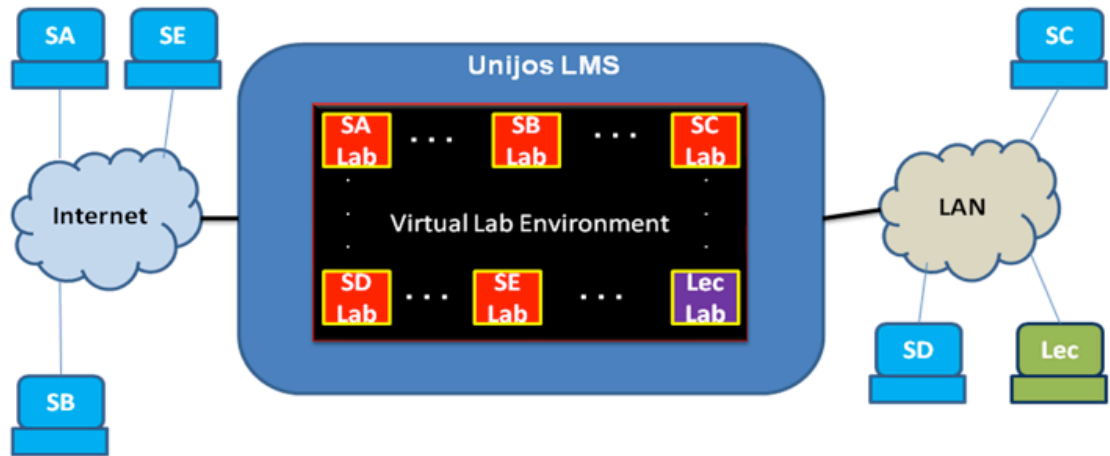 SA
SE
SC
Unijos LMS
SA
Lab
...
SB
Lab
...
SC
Lab
Internet
Virtual Lab Environment
LAN
SD
Lab
...
SE
Lab
...
Lec
Lab
SB
SD
Lec